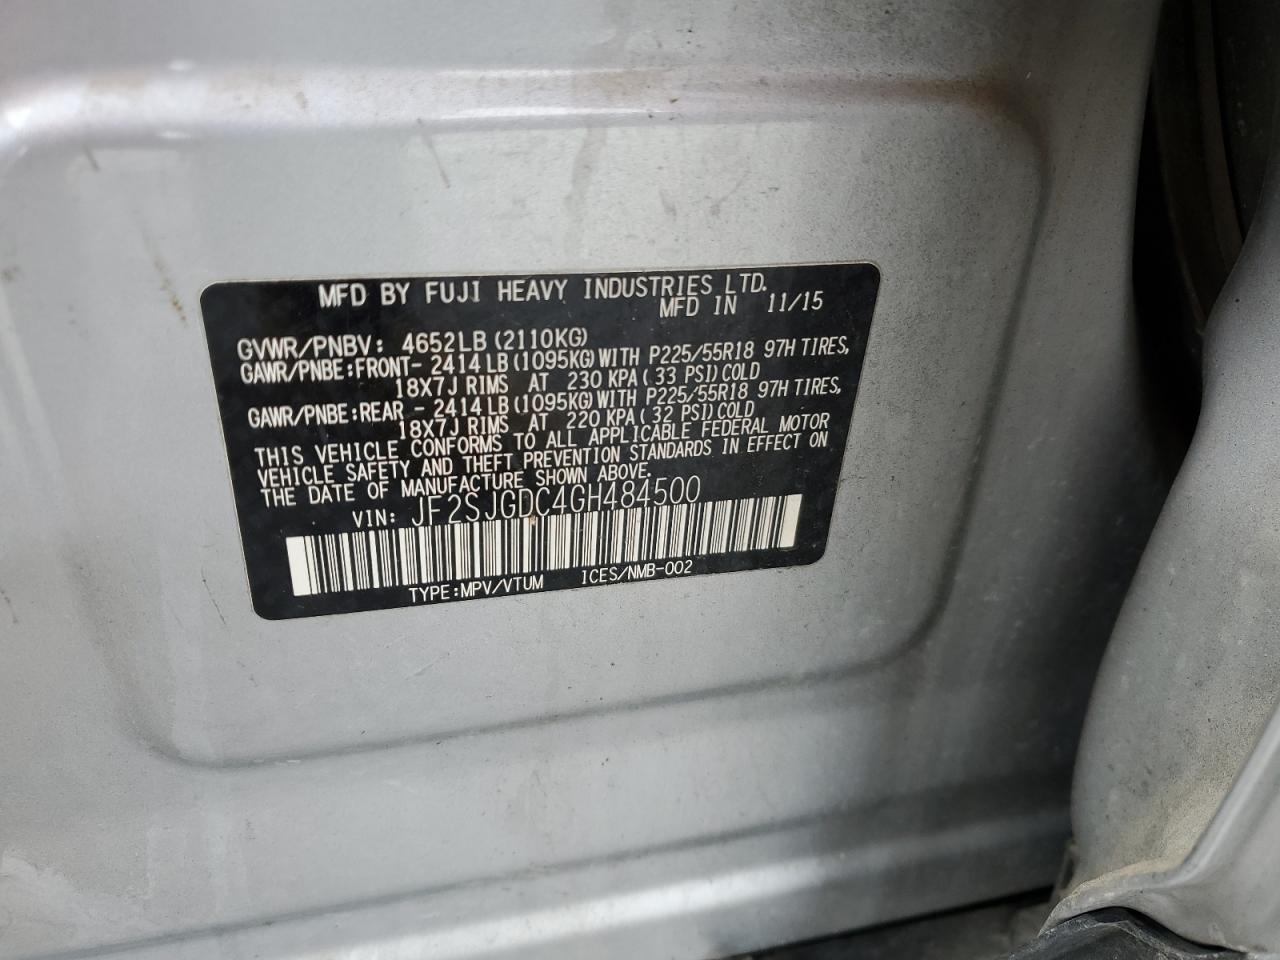 MFD BY FUJI HEAVY INDUSTRIES LTD.
MFD IN 11/15
GVWR/PNBV: 4652LB(2110KG)
GAWR/PNBE:FRONT- 2414LB(1095KG)WITH P225/55R18 97H TIRES,
18X7J RIMS AT 230 KPA(33 PSI)COLD
GAWR/PNBE:REAR - 2414LB(1095KG)WITH P225/55R18 97H TIRES,
18X7J RIMS AT 220 KPA(32 PSI)COLD
THIS VEHICLE CONFORMS TO ALL APPLICABLE FEDERAL MOTOR
VEHICLE SAFETY AND THEFT PREVENTION STANDARDS IN EFFECT ON
THE DATE OF MANUFACTURE SHOWN ABOVE.
VIN: JF2SJGDC4GH484500
TYPE:MPV/VTUM ICES/NMB-002